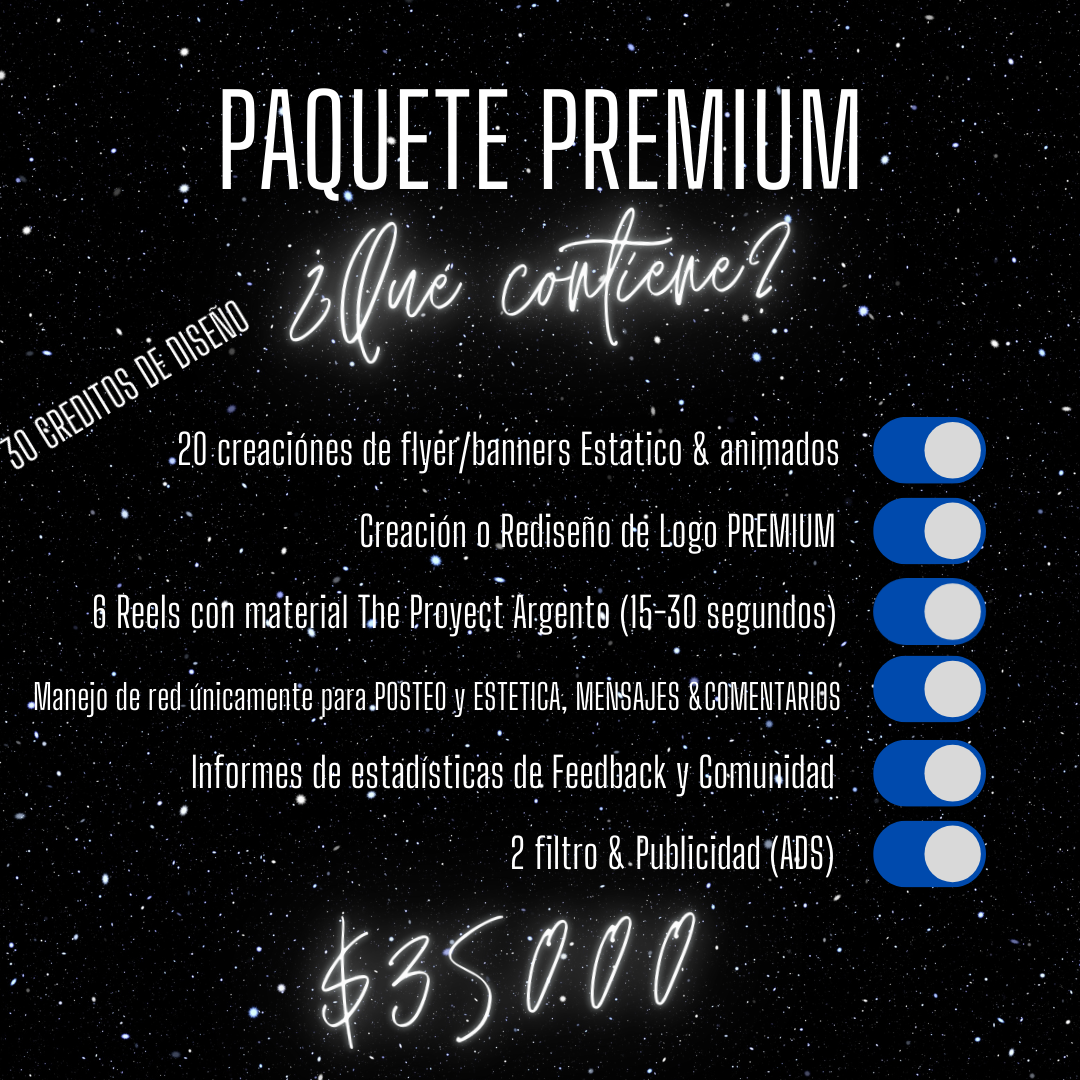 PAQUETE PREMIUM
¿Que contiene?
30 CREDITOS DE DISEÑO
20 creaciónes de flyer/banners Estatico & animados
Creación o Rediseño de Logo PREMIUM
6 Reels con material The Proyect Argento (15-30 segundos)
Manejo de red únicamente para POSTEO y ESTETICA, MENSAJES &COMENTARIOS
Informes de estadísticas de Feedback y Comunidad
2 filtro & Publicidad (ADS)
$35000